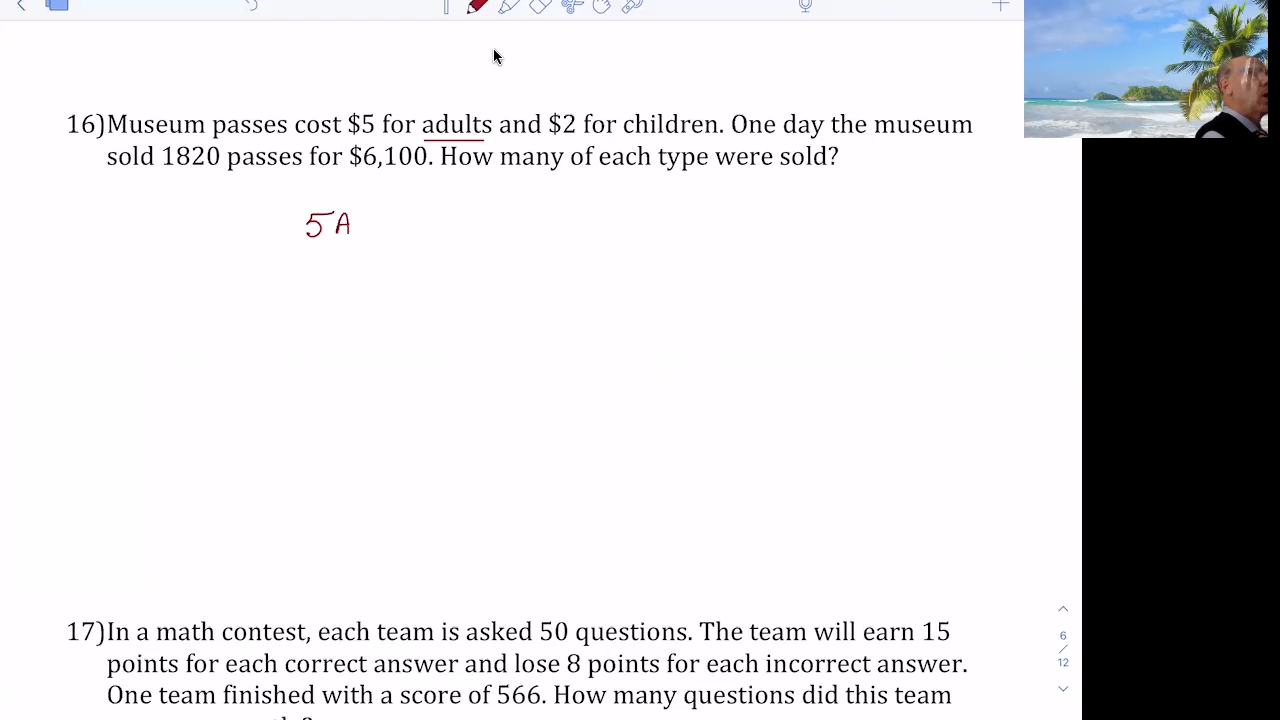 16)Museum passes cost $5 for adults and $2 for children. One day the museum
sold 1820 passes for $6,100. How many of each type were sold?
5A
17)In a math contest, each team is asked 50 questions. The team will earn 15
points for each correct answer and lose 8 points for each incorrect answer.
One team finished with a score of 566. How many questions did this team
6
/
12